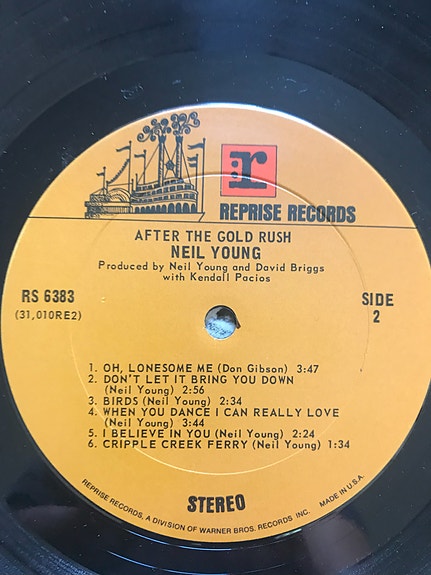 r
REPRISE RECORDS
AFTER THE GOLD RUSH
NEIL YOUNG
Produced by Neil Young and David Briggs
with Kendall Pacios
RS 6383
(31,010RE2)
SIDE
2
1. OH, LONESOME ME (Don Gibson) 3:47
2. DON'T LET IT BRING YOU DOWN
(Neil Young) 2:56
3. BIRDS (Neil Young) 2:34
4. WHEN YOU DANCE I CAN REALLY LOVE
(Neil Young) 3:44
5. I BELIEVE IN YOU (Neil Young) 2:24
6. CRIPPLE CREEK FERRY (Neil Young) 1:34
STEREO
REPRISE RECORDS, A DIVISION OF WARNER BROS. RECORDS INC. MADE IN U.S.A.